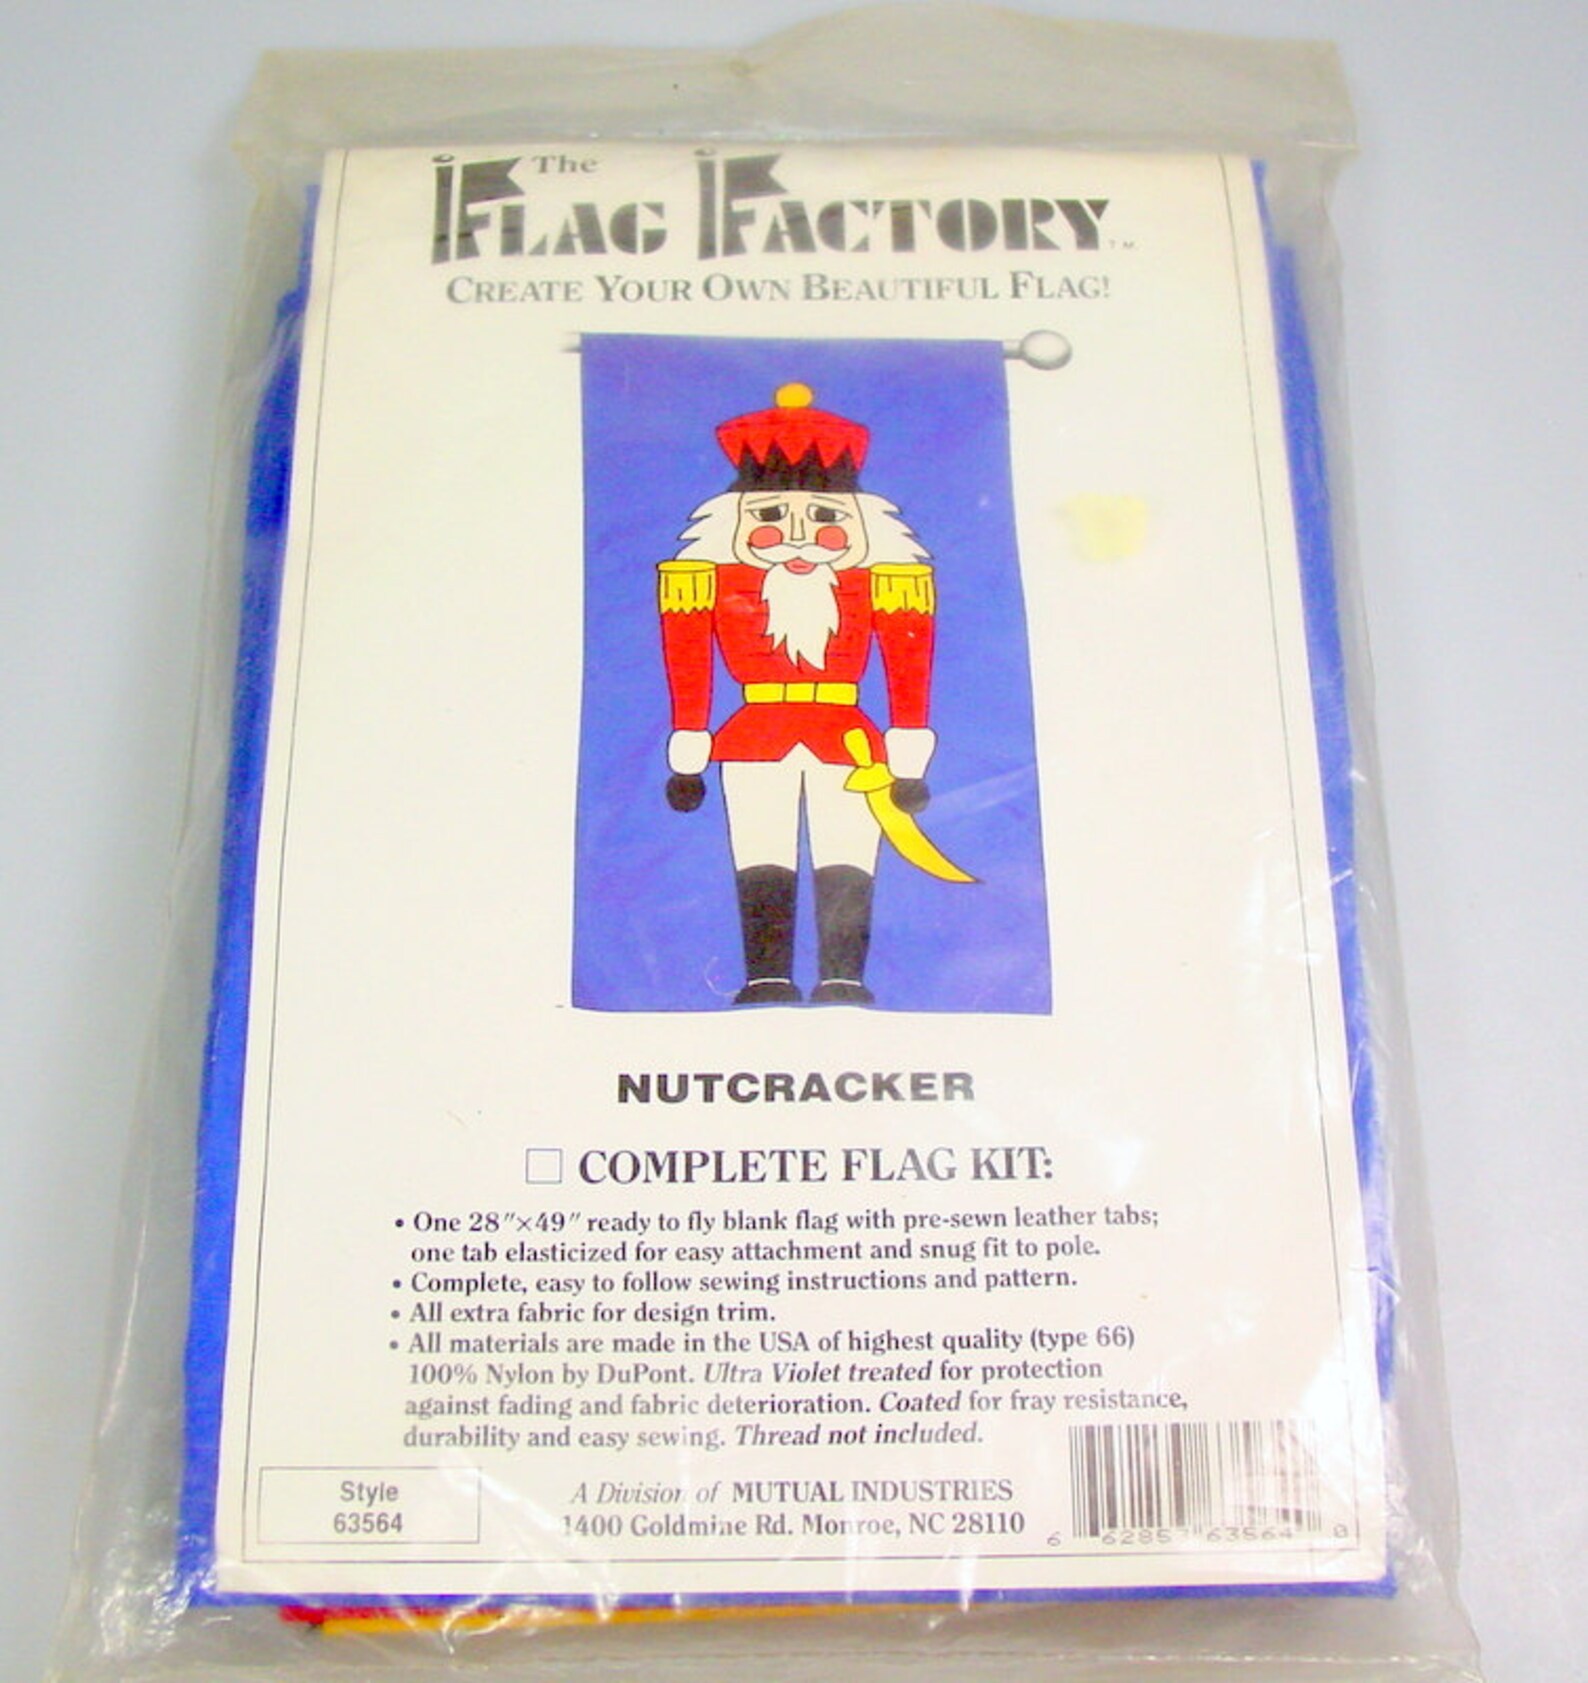 The
FLAG FACTORY TM
CREATE YOUR OWN BEAUTIFUL FLAG!
NUTCRACKER
COMPLETE FLAG KIT:
• One 28"×49" ready to fly blank flag with pre-sewn leather tabs;
one tab elasticized for easy attachment and snug fit to pole.
• Complete, easy to follow sewing instructions and pattern.
• All extra fabric for design trim.
• All materials are made in the USA of highest quality (type 66)
100% Nylon by DuPont. Ultra Violet treated for protection
against fading and fabric deterioration. Coated for fray resistance,
durability and easy sewing. Thread not included.
Style
63564
A Division of MUTUAL INDUSTRIES
1400 Goldmine Rd. Monroe, NC 28110
6 62857 63564 0